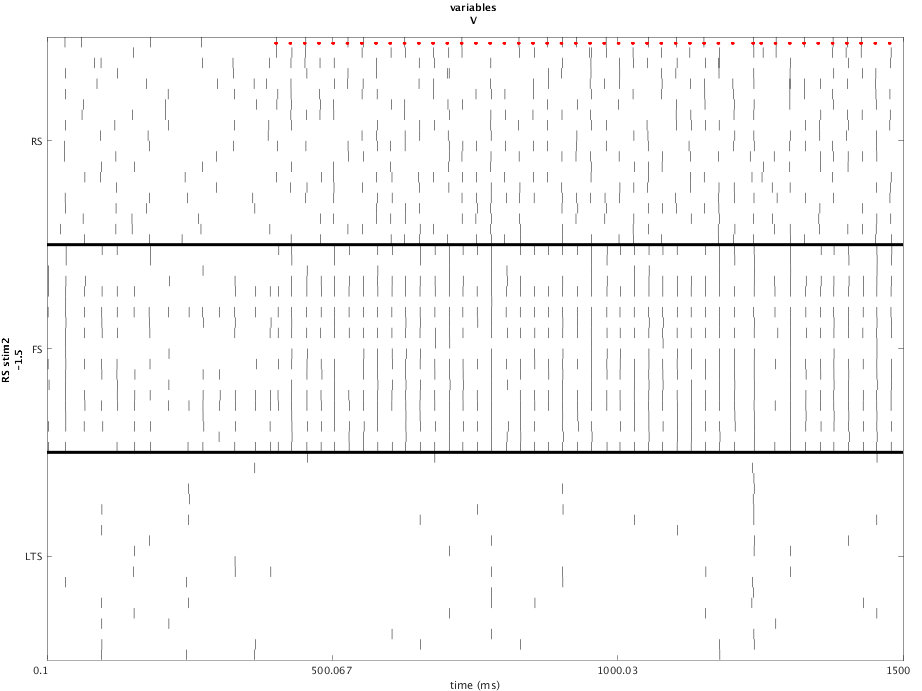 variables
V
RS
RS stim2
-1.5
FS
LTS
0.1
500.067
1000.03
1500
time (ms)